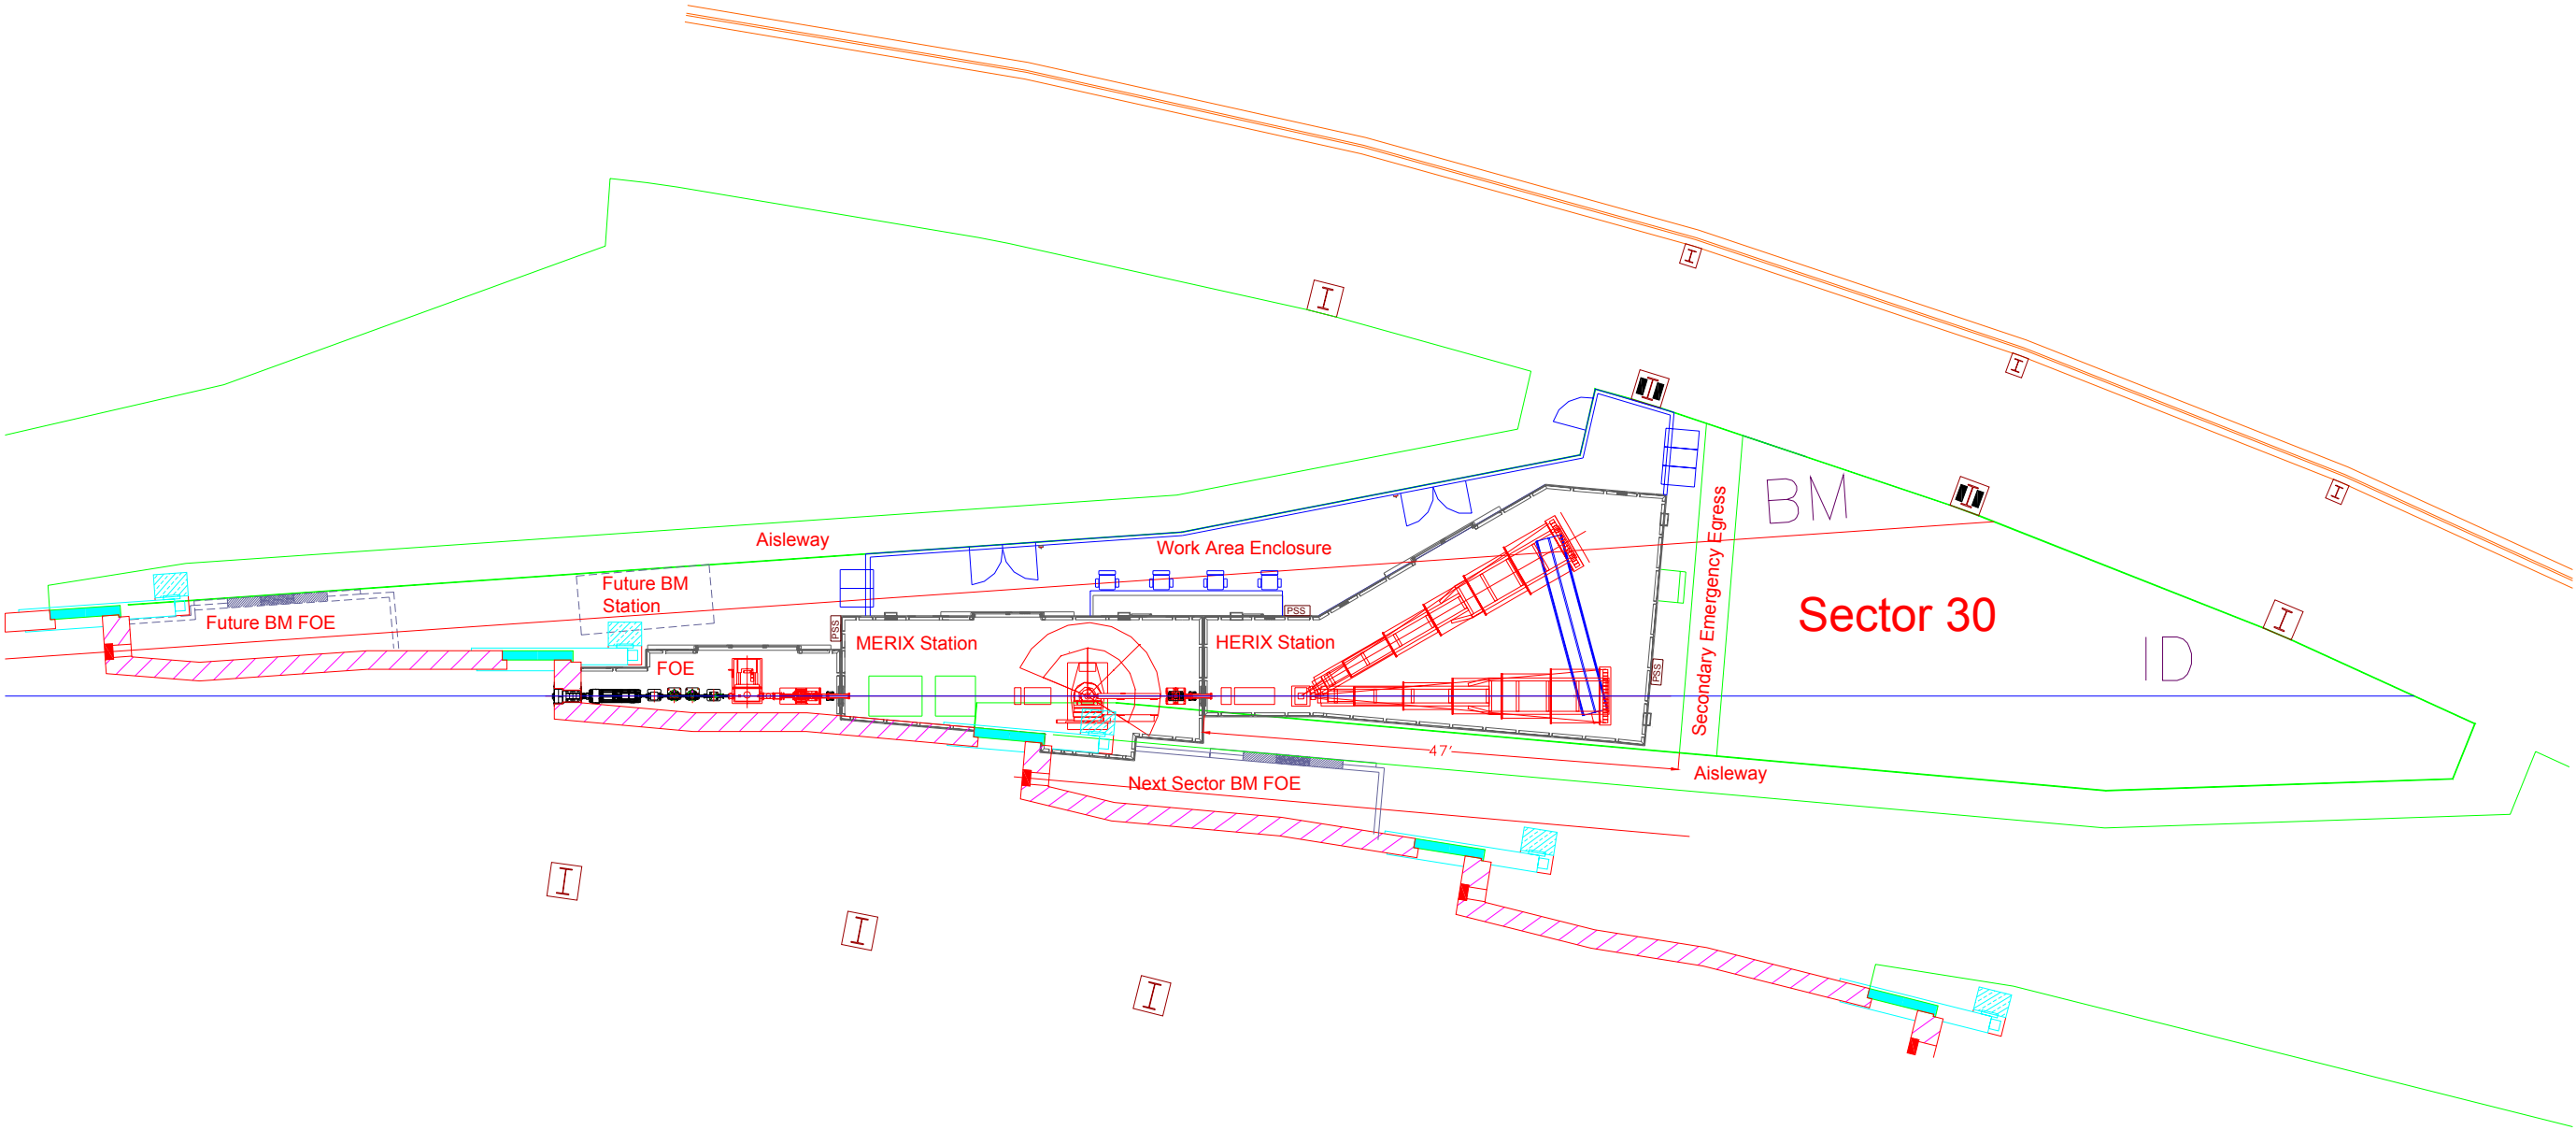 BM
Aisleway
Work Area Enclosure
Secondary Emergency Egress
Future BM
Station
Future BM FOE
PSS
PSS
Sector 30
MERIX Station
HERIX Station
FOE
ID
PSS
47'
Aisleway
Next Sector BM FOE